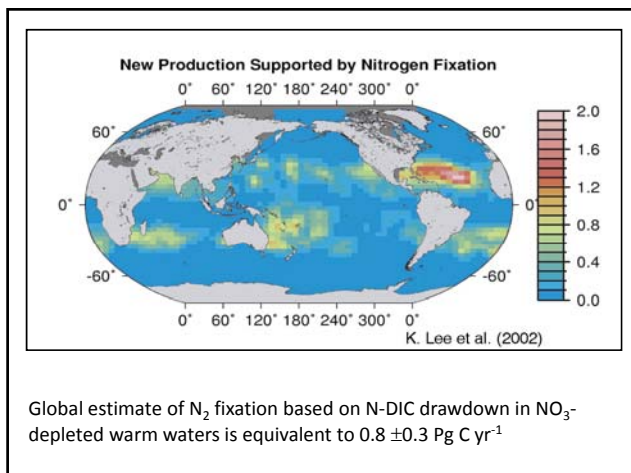 New Production Supported by Nitrogen Fixation
0° 60° 120° 180° 240° 300° 0°
60° 60°
0° 0°
-60° -60°
0° 60° 120° 180° 240° 300° 0°
2.0
1.6
1.2
0.8
0.4
0.0
K. Lee et al. (2002)
Global estimate of N₂ fixation based on N-DIC drawdown in NO₃-
depleted warm waters is equivalent to 0.8 ±0.3 Pg C yr⁻¹